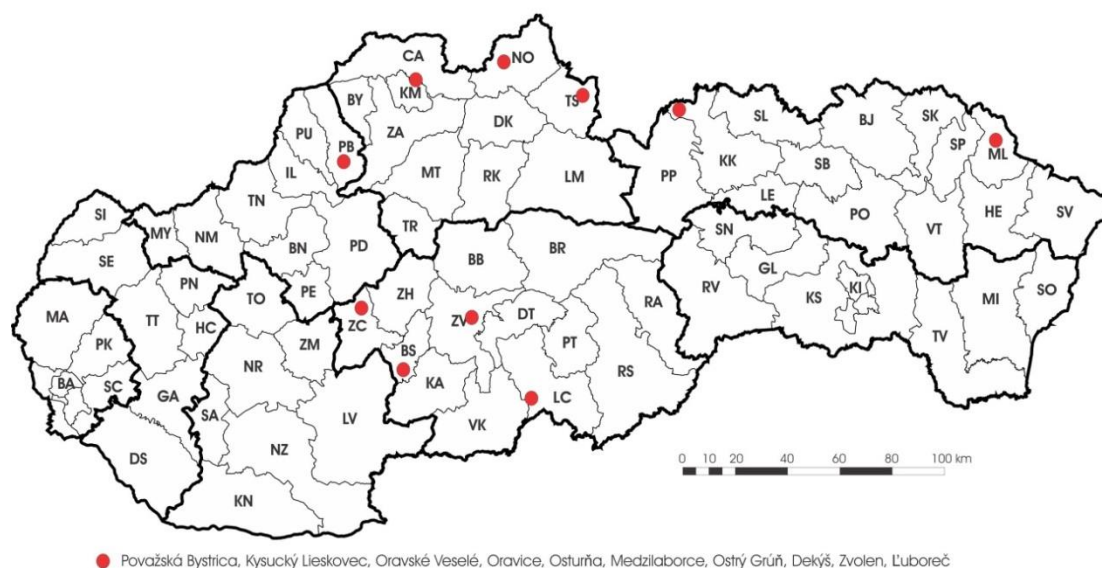 CA NO
KM TS
BY
SL BJ SK
PU ZA DK
SP
PB ML
KK SB
IL MT RK LM PP
LE
TN PO HE SV
SI TR VT
MY NM SN
BN PD BB BR
SE GL
PN PE ZH RV KI
TO KS MI SO
MA TT HC ZC ZV DT RA
PK ZM PT TV
BS
BA SC NR KA RS
GA LC
SA LV VK
DS NZ
KN
0 10 20 40 60 80 100 km
Považská Bystrica, Kysucký Lieskovec, Oravské Veselé, Oravice, Osturňa, Medzilaborce, Ostrý Grúň, Dekýš, Zvolen, Ľuboreč